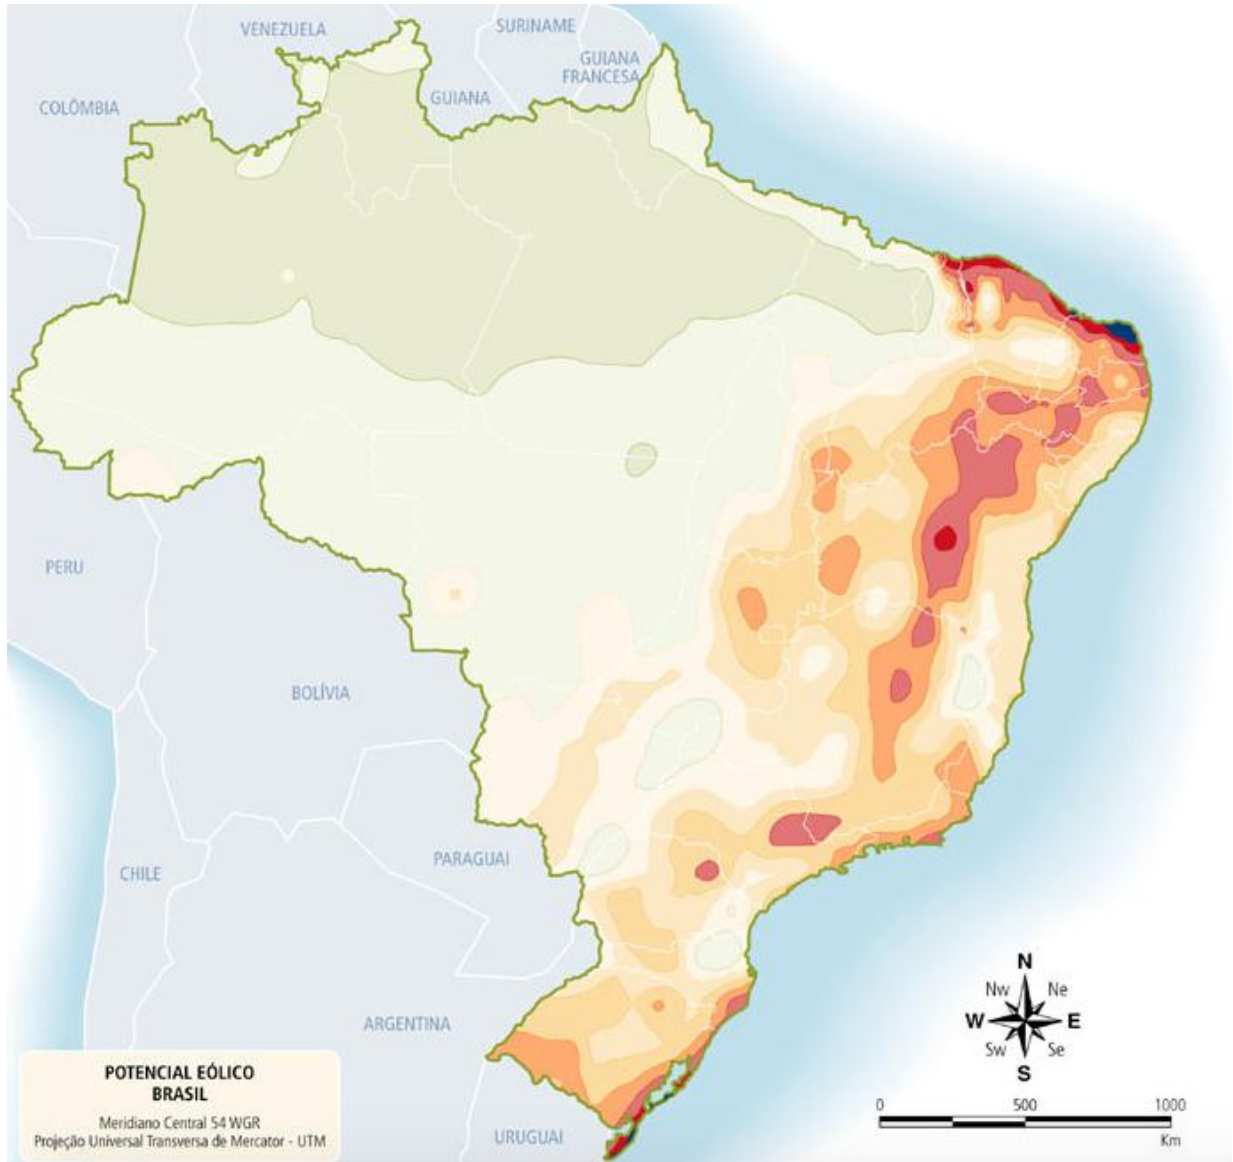 VENEZUELA
SURINAME
GUIANA
FRANCESA
COLÔMBIA
GUIANA
PERU
BOLÍVIA
PARAGUAI
CHILE
ARGENTINA
URUGUAI
N
Nw
Ne
W
E
Sw
Se
S
POTENCIAL EÓLICO
BRASIL
Meridiano Central 54 WGR
Projeção Universal Transversa de Mercator - UTM
0
500
1000
Km